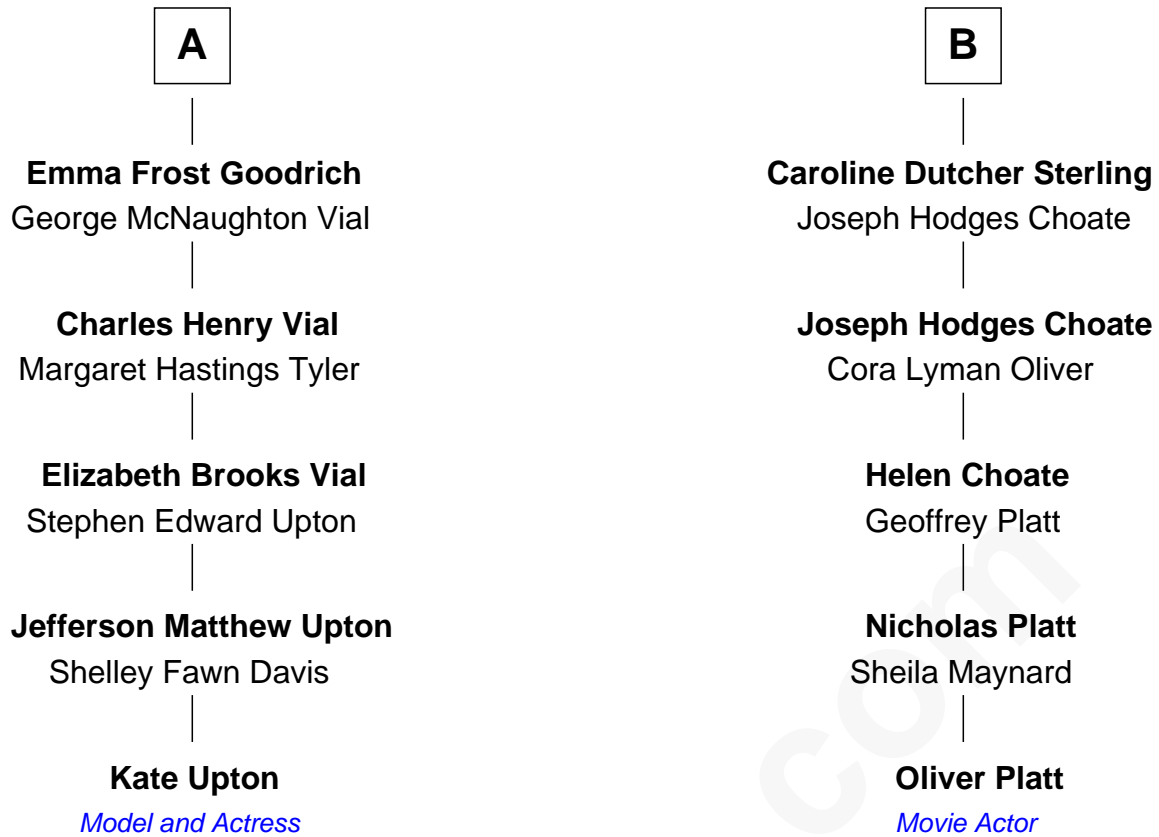 A
Emma Frost Goodrich
George McNaughton Vial
Charles Henry Vial
Margaret Hastings Tyler
Elizabeth Brooks Vial
Stephen Edward Upton
Jefferson Matthew Upton
Shelley Fawn Davis
Kate Upton
Model and Actress
B
Caroline Dutcher Sterling
Joseph Hodges Choate
Joseph Hodges Choate
Cora Lyman Oliver
Helen Choate
Geoffrey Platt
Nicholas Platt
Sheila Maynard
Oliver Platt
Movie Actor
com